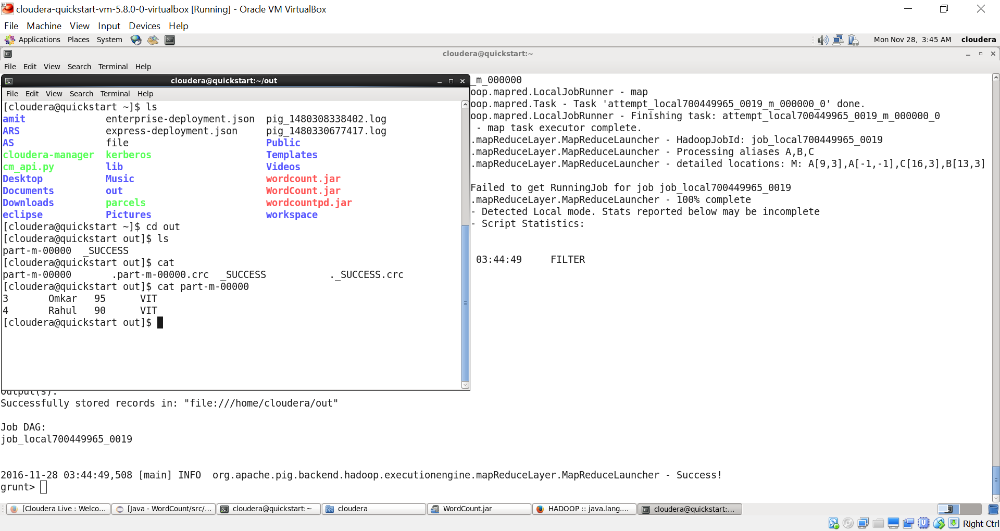 cloudera-quickstart-vm-5.8.0-0-virtualbox [Running] - Oracle VM VirtualBox
File Machine View Input Devices Help
Applications Places System Mon Nov 28, 3:45 AM cloudera
cloudera@quickstart:~
File Edit View Search Terminal Help
cloudera@quickstart:~/out
File Edit View Search Terminal Help
[cloudera@quickstart ~]$ ls
amit enterprise-deployment.json pig_1480308338402.log
ARS express-deployment.json pig_1480330677417.log
AS file Public
cloudera-manager kerberos Templates
cm_api.py lib Videos
Desktop Music wordcount.jar
Documents out WordCount.jar
Downloads parcels wordcountpd.jar
eclipse Pictures workspace
[cloudera@quickstart ~]$ cd out
[cloudera@quickstart out]$ ls
part-m-00000 _SUCCESS
[cloudera@quickstart out]$ cat
part-m-00000 .part-m-00000.crc _SUCCESS ._SUCCESS.crc
[cloudera@quickstart out]$ cat part-m-00000
3 Omkar 95 VIT
4 Rahul 90 VIT
[cloudera@quickstart out]$
_m_000000
oop.mapred.LocalJobRunner - map
oop.mapred.Task - Task 'attempt_local700449965_0019_m_000000_0' done.
oop.mapred.LocalJobRunner - Finishing task: attempt_local700449965_0019_m_000000_0
- map task executor complete.
.mapReduceLayer.MapReduceLauncher - HadoopJobId: job_local700449965_0019
.mapReduceLayer.MapReduceLauncher - Processing aliases A,B,C
.mapReduceLayer.MapReduceLauncher - detailed locations: M: A[9,3],A[-1,-1],C[16,3],B[13,3]
Failed to get RunningJob for job job_local700449965_0019
.mapReduceLayer.MapReduceLauncher - 100% complete
- Detected Local mode. Stats reported below may be incomplete
- Script Statistics:
03:44:49 FILTER
Output(s):
Successfully stored records in: "file:///home/cloudera/out"
Job DAG:
job_local700449965_0019
2016-11-28 03:44:49,508 [main] INFO org.apache.pig.backend.hadoop.executionengine.mapReduceLayer.MapReduceLauncher - Success!
grunt>
[Cloudera Live : Welco... [Java - WordCount/src/... cloudera@quickstart:~ cloudera WordCount.jar HADOOP :: java.lang.... cloudera@quickstart:...
Right Ctrl